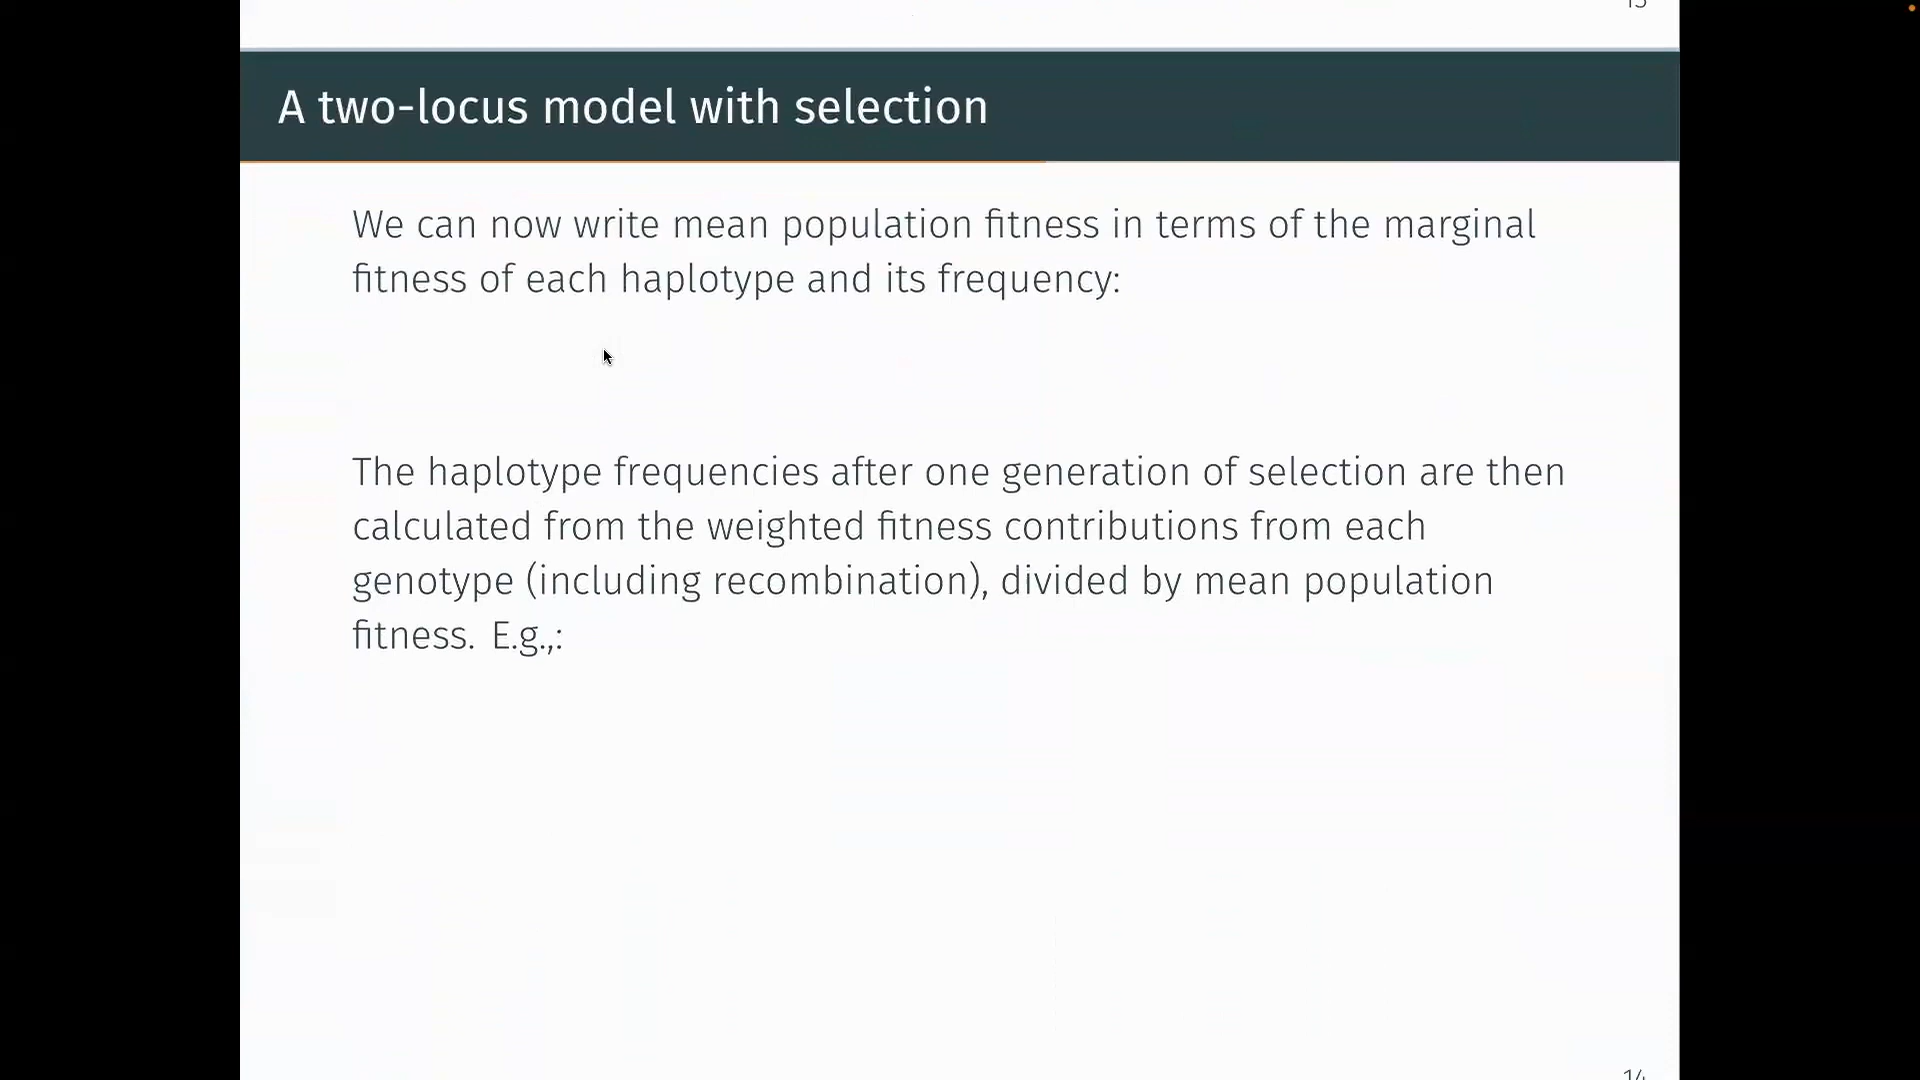 A two-locus model with selection
We can now write mean population fitness in terms of the marginal
fitness of each haplotype and its frequency:
The haplotype frequencies after one generation of selection are then
calculated from the weighted fitness contributions from each
genotype (including recombination), divided by mean population
fitness. E.g.,: